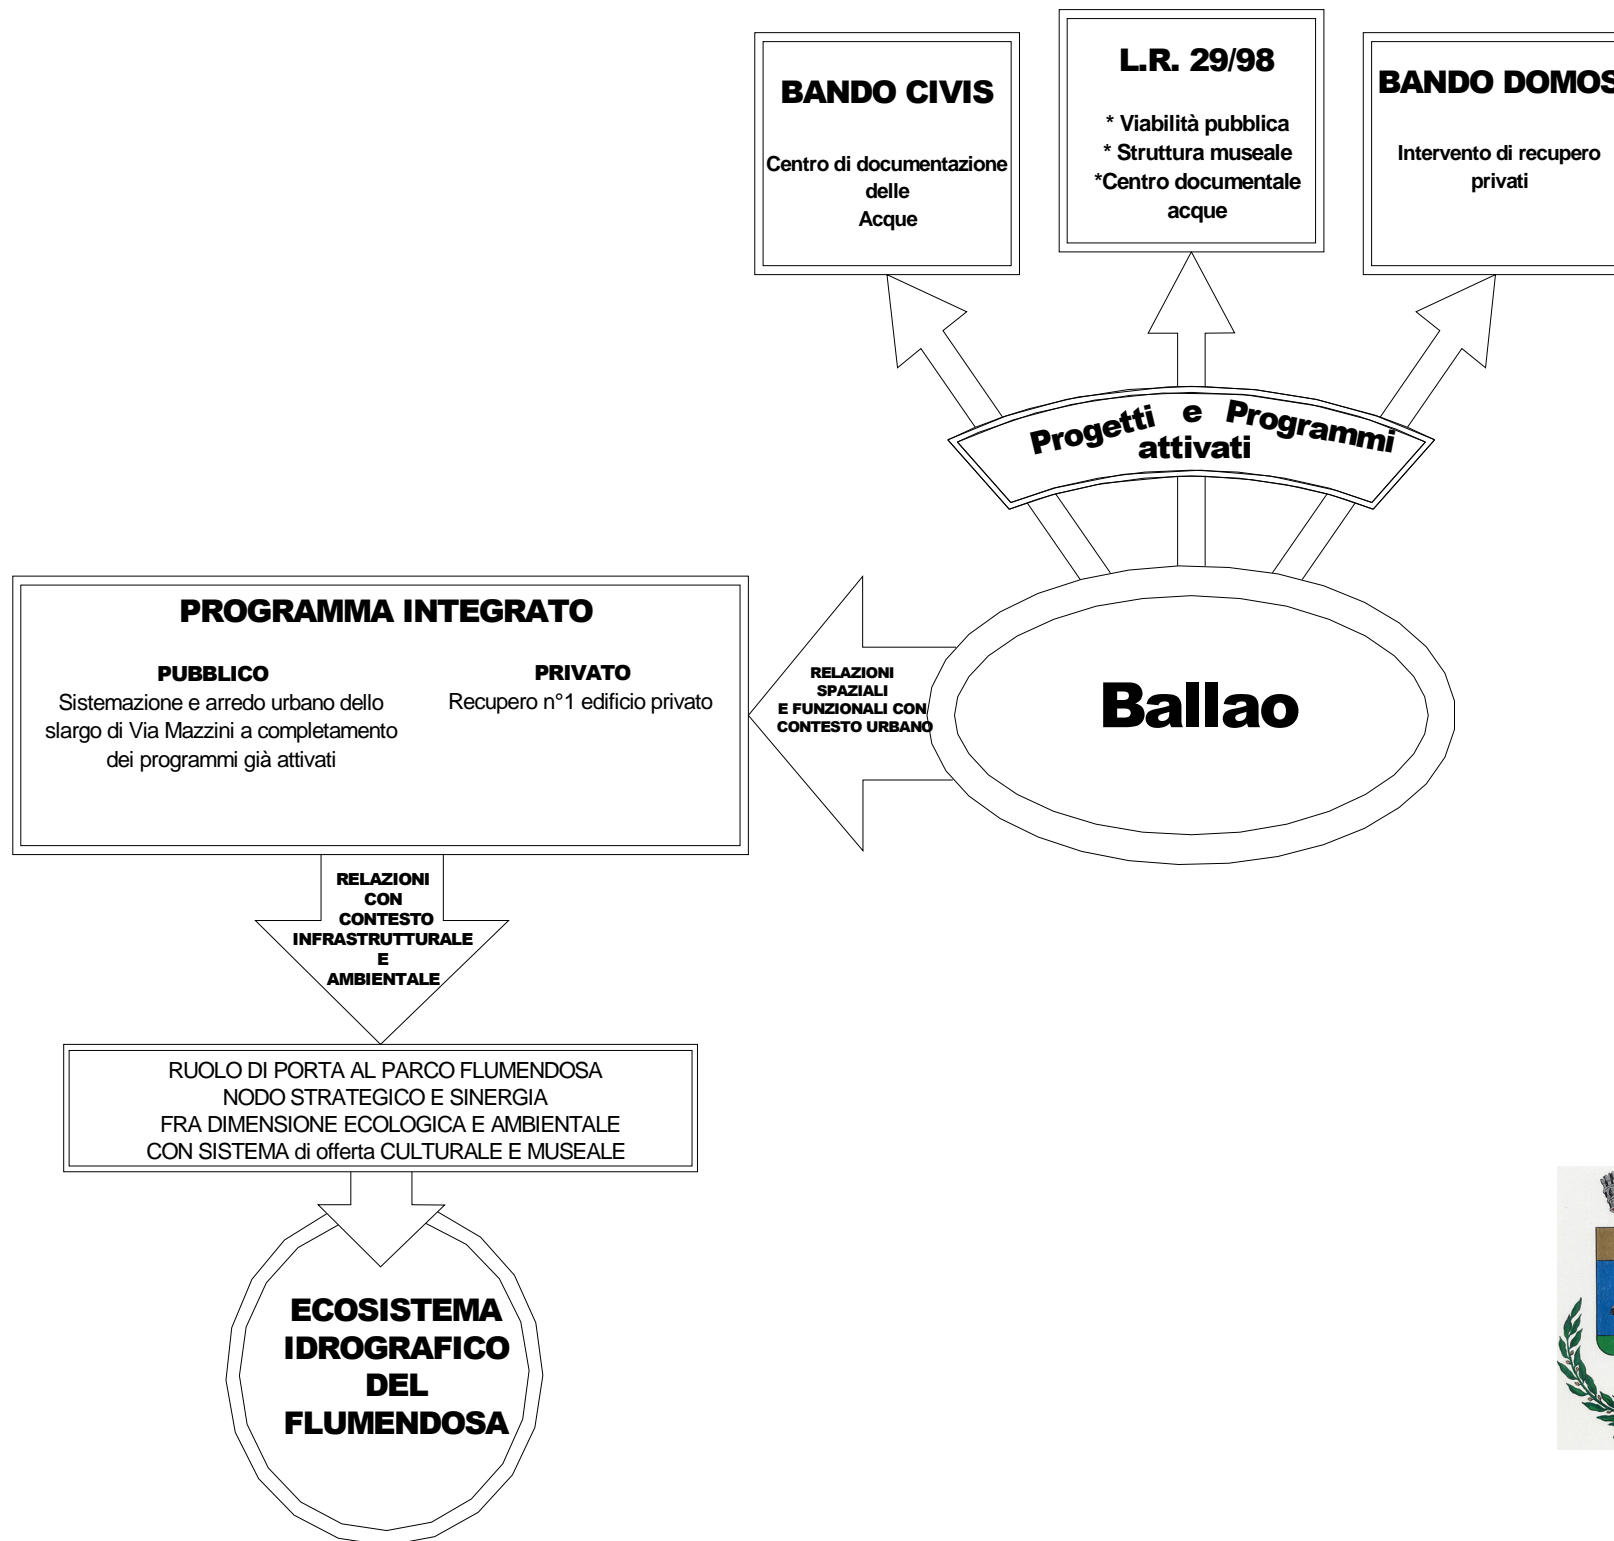 BANDO CIVIS
Centro di documentazione
delle
Acque
L.R. 29/98
* Viabilità pubblica
* Struttura museale
*Centro documentale
acque
BANDO DOMOS
Intervento di recupero
privati
Progetti e Programmi
attivati
Ballao
RELAZIONI
SPAZIALI
E FUNZIONALI CON
CONTESTO URBANO
PROGRAMMA INTEGRATO
PUBBLICO
Sistemazione e arredo urbano dello
slargo di Via Mazzini a completamento
dei programmi già attivati
PRIVATO
Recupero n°1 edificio privato
RELAZIONI
CON
CONTESTO
INFRASTRUTTURALE
E
AMBIENTALE
RUOLO DI PORTA AL PARCO FLUMENDOSA
NODO STRATEGICO E SINERGIA
FRA DIMENSIONE ECOLOGICA E AMBIENTALE
CON SISTEMA di offerta CULTURALE E MUSEALE
ECOSISTEMA
IDROGRAFICO
DEL
FLUMENDOSA